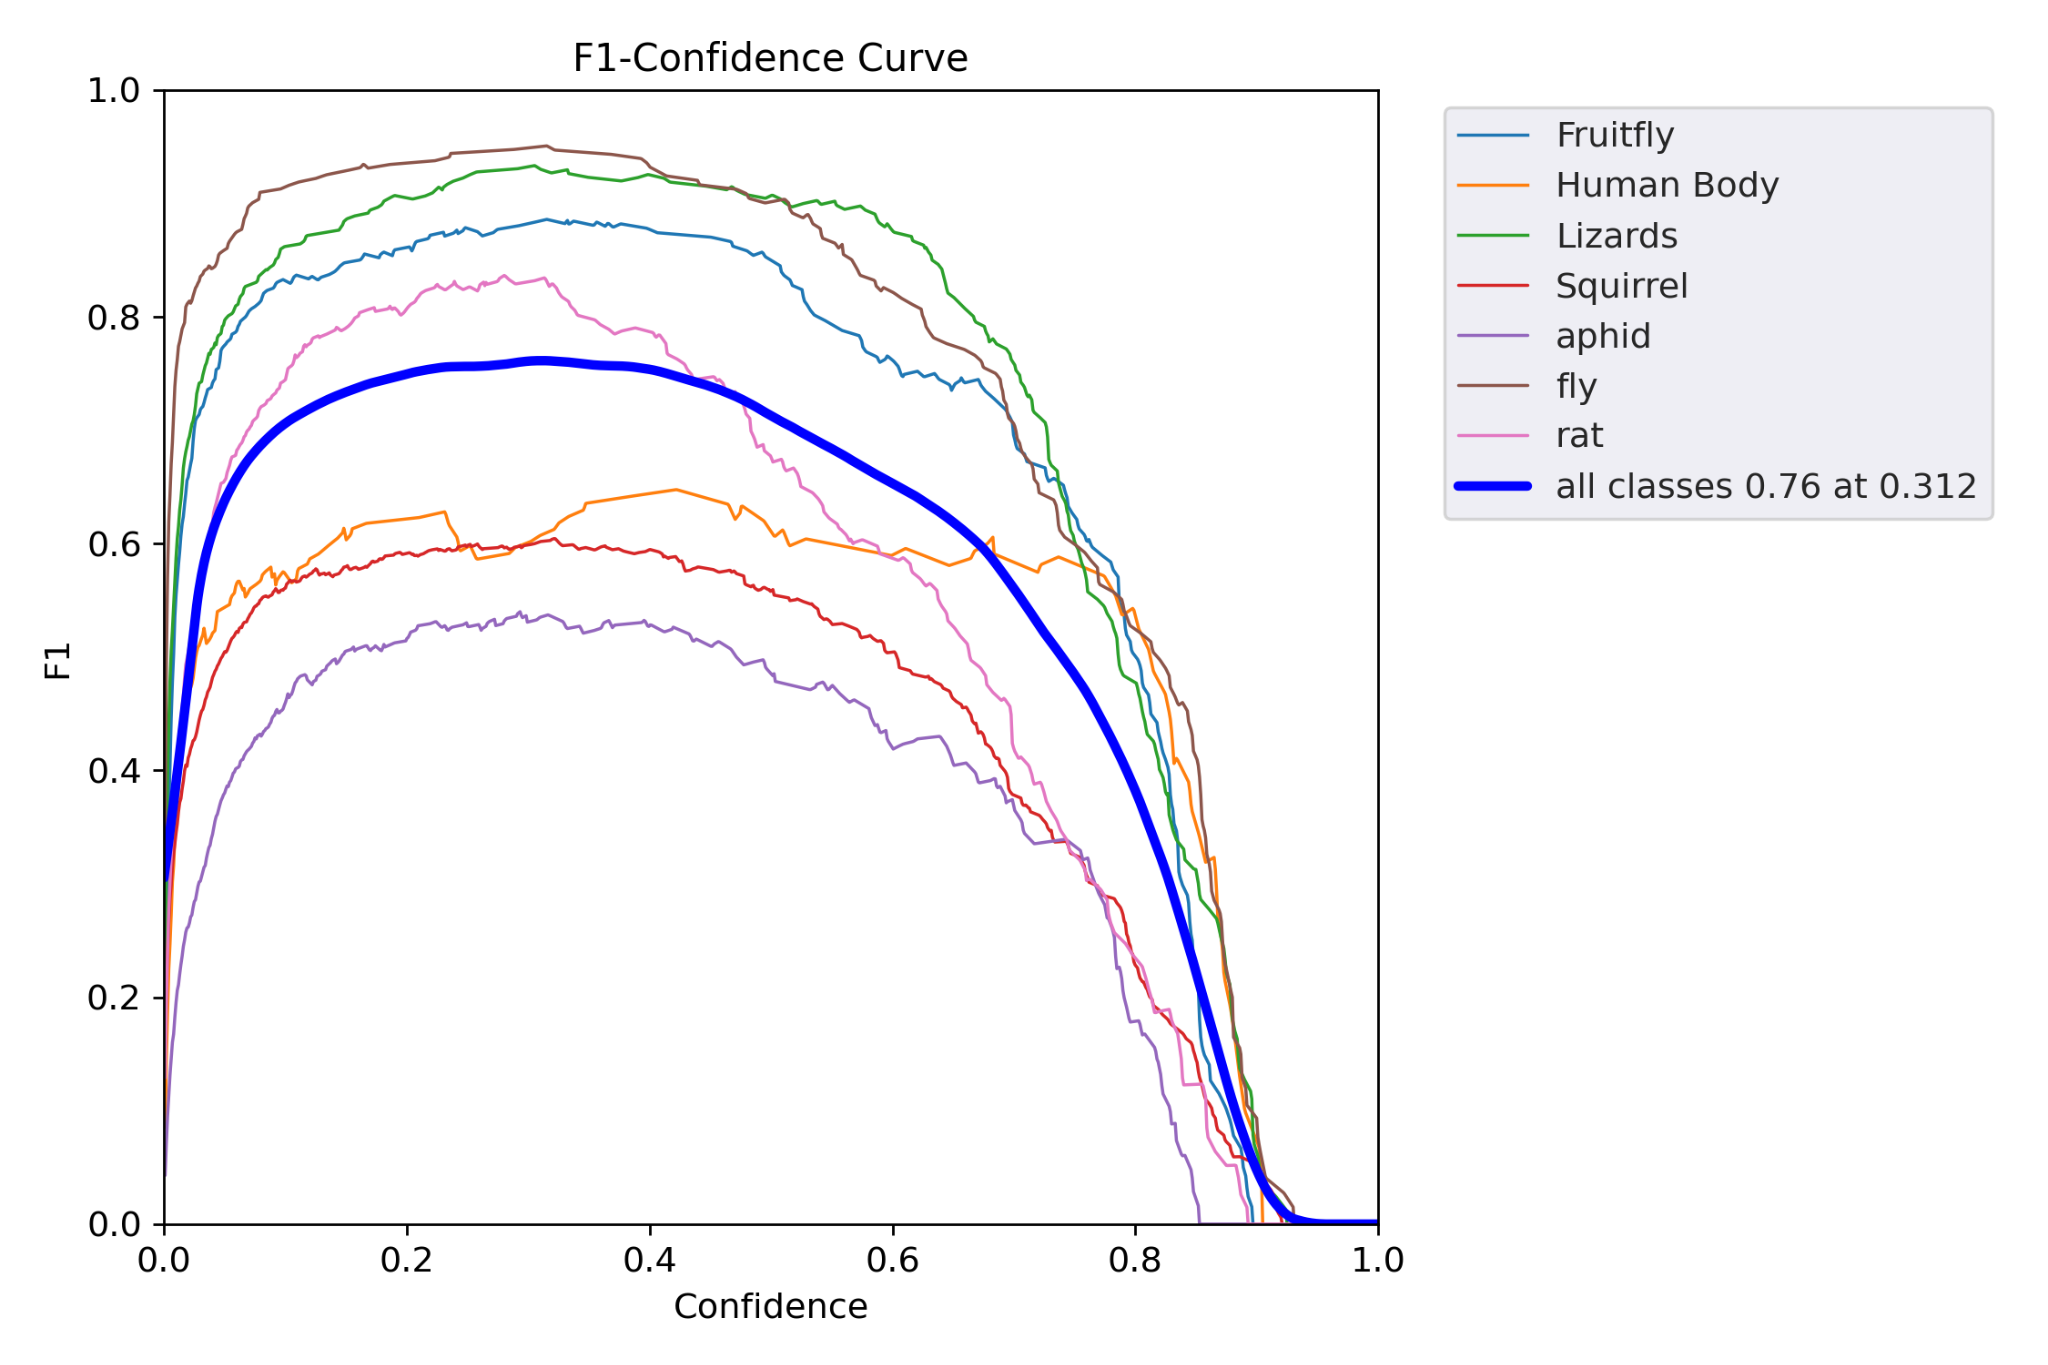 F1-Confidence Curve
1.0
0.8
0.6
0.4
0.2
0.0
F1
0.0 0.2 0.4 0.6 0.8 1.0
Confidence
Fruitfly
Human Body
Lizards
Squirrel
aphid
fly
rat
all classes 0.76 at 0.312